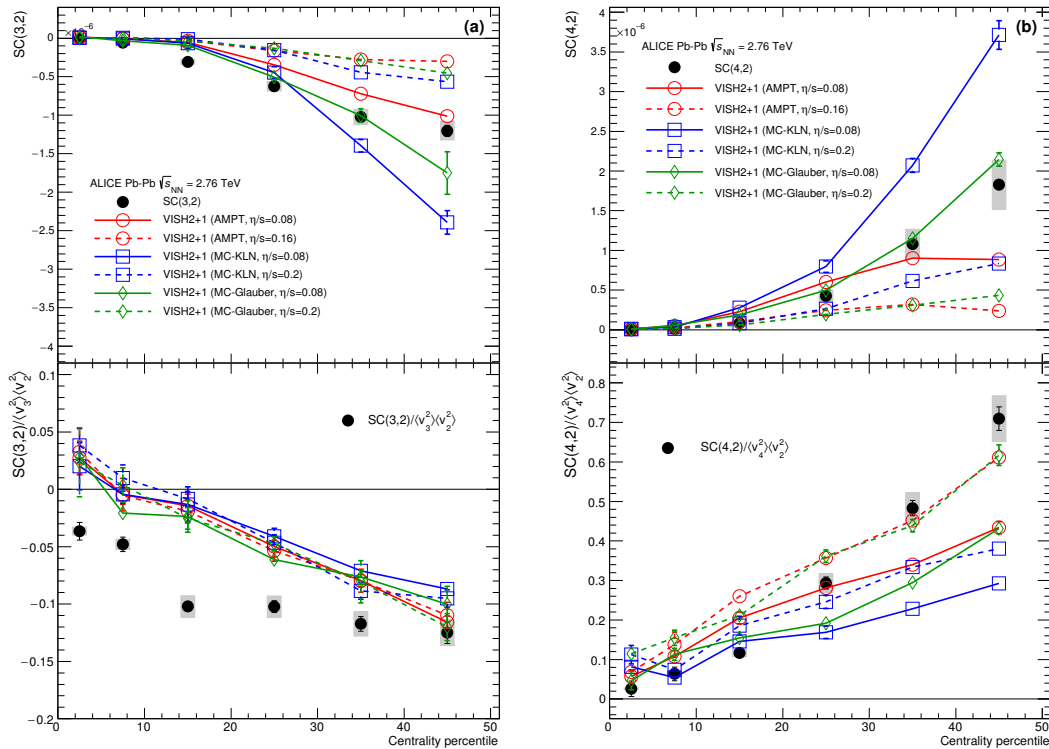 SC(3,2)
×10⁻⁶
(a)
0
−0.5
−1
−1.5
−2
−2.5
−3
−3.5
−4
ALICE Pb-Pb √sNN = 2.76 TeV
SC(3,2)
VISH2+1 (AMPT, η/s=0.08)
VISH2+1 (AMPT, η/s=0.16)
VISH2+1 (MC-KLN, η/s=0.08)
VISH2+1 (MC-KLN, η/s=0.2)
VISH2+1 (MC-Glauber, η/s=0.08)
VISH2+1 (MC-Glauber, η/s=0.2)
SC(3,2)/⟨v₃²⟩⟨v₂²⟩
0.1
0.05
0
−0.05
−0.1
−0.15
−0.2
SC(3,2)/⟨v₃²⟩⟨v₂²⟩
0 10 20 30 40 50
Centrality percentile
SC(4,2)
×10⁻⁶
(b)
4
3.5
3
2.5
2
1.5
1
0.5
0
ALICE Pb-Pb √sNN = 2.76 TeV
SC(4,2)
VISH2+1 (AMPT, η/s=0.08)
VISH2+1 (AMPT, η/s=0.16)
VISH2+1 (MC-KLN, η/s=0.08)
VISH2+1 (MC-KLN, η/s=0.2)
VISH2+1 (MC-Glauber, η/s=0.08)
VISH2+1 (MC-Glauber, η/s=0.2)
SC(4,2)/⟨v₄²⟩⟨v₂²⟩
0.8
0.7
0.6
0.5
0.4
0.3
0.2
0.1
0
SC(4,2)/⟨v₄²⟩⟨v₂²⟩
0 10 20 30 40 50
Centrality percentile